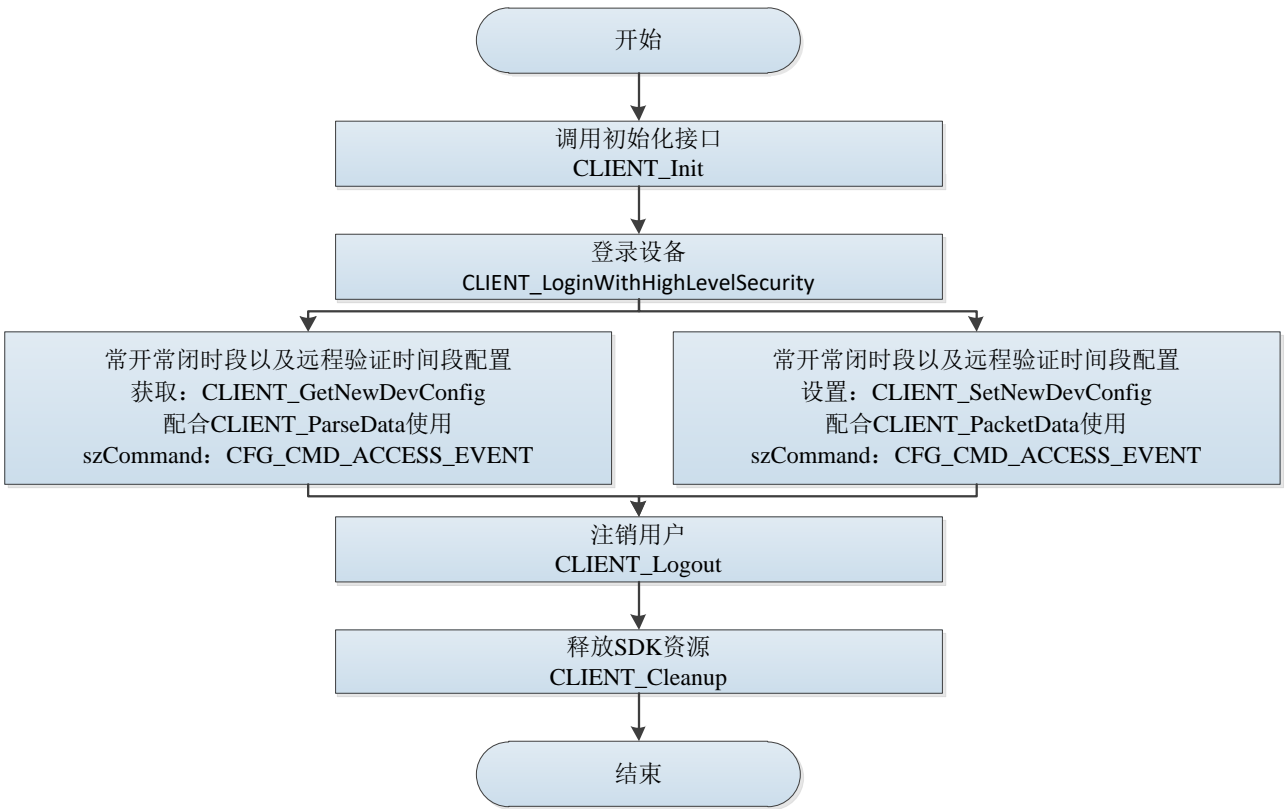 开始
调用初始化接口
CLIENT_Init
登录设备
CLIENT_LoginWithHighLevelSecurity
常开常闭时段以及远程验证时间段配置
获取：CLIENT_GetNewDevConfig
配合CLIENT_ParseData使用
szCommand：CFG_CMD_ACCESS_EVENT
常开常闭时段以及远程验证时间段配置
设置：CLIENT_SetNewDevConfig
配合CLIENT_PacketData使用
szCommand：CFG_CMD_ACCESS_EVENT
注销用户
CLIENT_Logout
释放SDK资源
CLIENT_Cleanup
结束